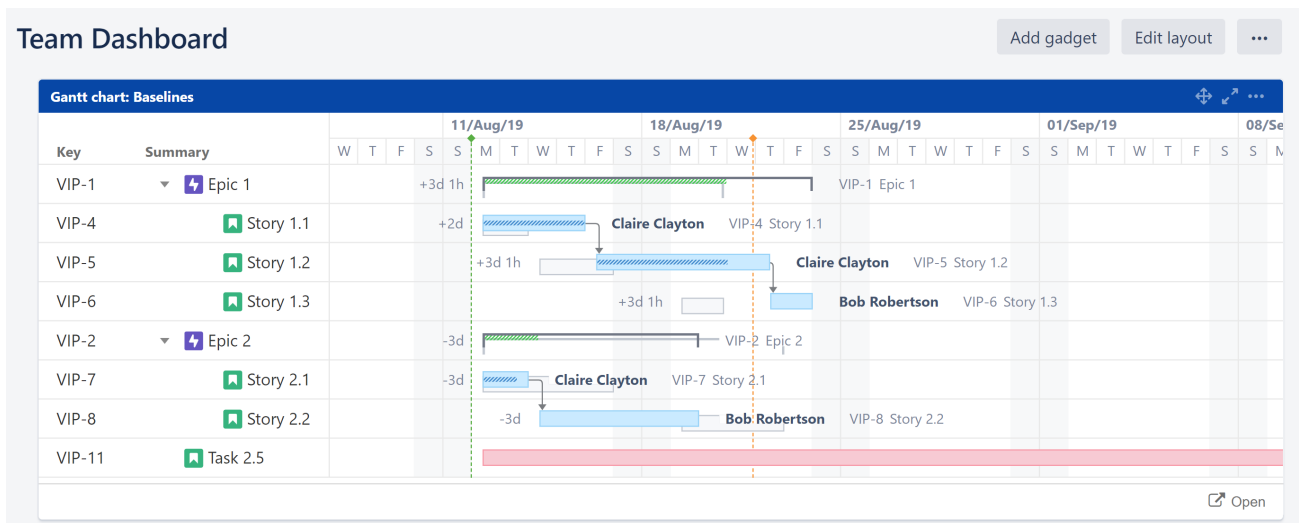 Team Dashboard Add gadget Edit layout •••
Gantt chart: Baselines
11/Aug/19 18/Aug/19 25/Aug/19 01/Sep/19 08/Se
Key Summary W T F S S M T W T F S S M T W T F S S M T W T F S S M T W T F S S M
VIP-1 Epic 1 +3d 1h VIP-1 Epic 1
VIP-4 Story 1.1 +2d Claire Clayton VIP-4 Story 1.1
VIP-5 Story 1.2 +3d 1h Claire Clayton VIP-5 Story 1.2
VIP-6 Story 1.3 +3d 1h Bob Robertson VIP-6 Story 1.3
VIP-2 Epic 2 -3d VIP-2 Epic 2
VIP-7 Story 2.1 -3d Claire Clayton VIP-7 Story 2.1
VIP-8 Story 2.2 -3d Bob Robertson VIP-8 Story 2.2
VIP-11 Task 2.5
Open